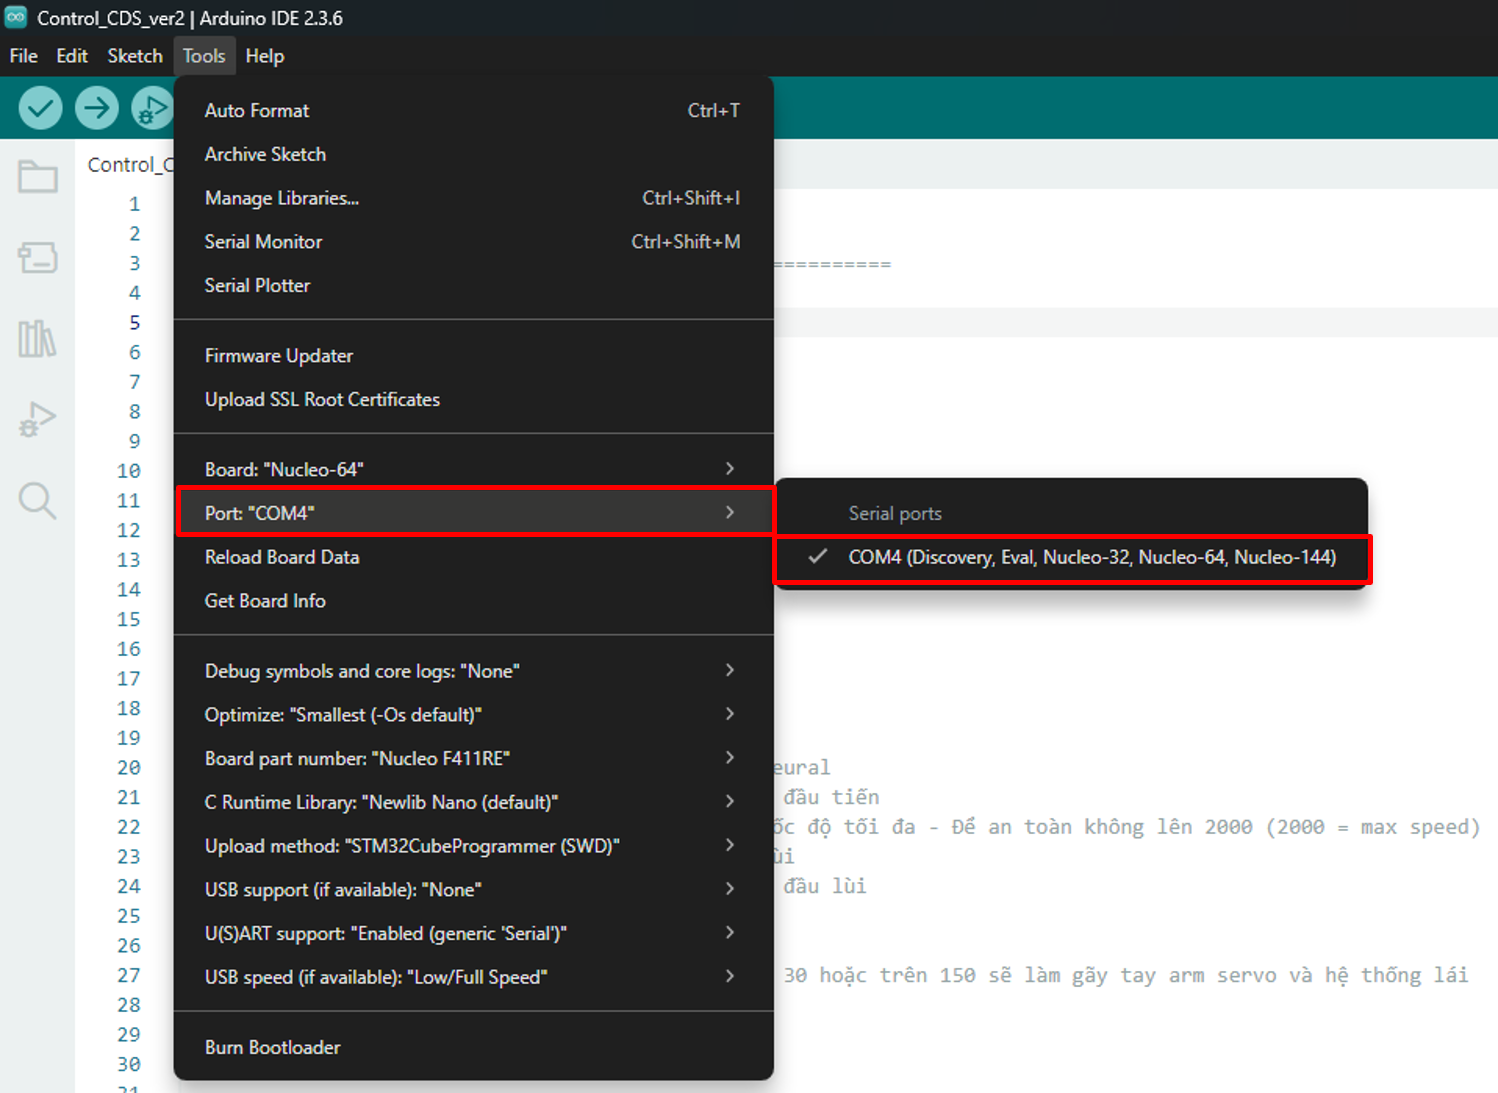 Control_CDS_ver2 | Arduino IDE 2.3.6
File Edit Sketch Tools Help
Auto Format Ctrl+T
Archive Sketch
Manage Libraries... Ctrl+Shift+I
Serial Monitor Ctrl+Shift+M
Serial Plotter
Firmware Updater
Upload SSL Root Certificates
Board: "Nucleo-64"
Port: "COM4"
Reload Board Data
Get Board Info
Debug symbols and core logs: "None"
Optimize: "Smallest (-Os default)"
Board part number: "Nucleo F411RE"
C Runtime Library: "Newlib Nano (default)"
Upload method: "STM32CubeProgrammer (SWD)"
USB support (if available): "None"
U(S)ART support: "Enabled (generic 'Serial')"
USB speed (if available): "Low/Full Speed"
Burn Bootloader
Serial ports
COM4 (Discovery, Eval, Nucleo-32, Nucleo-64, Nucleo-144)
Control_C
1
2
3 ==========
4
5
6
7
8
9
10
11
12
13
14
15
16
17
18
19
20 eural
21 đầu tiến
22 ốc độ tối đa - Để an toàn không lên 2000 (2000 = max speed)
23 ùi
24 đầu lùi
25
26
27 30 hoặc trên 150 sẽ làm gãy tay arm servo và hệ thống lái
28
29
30